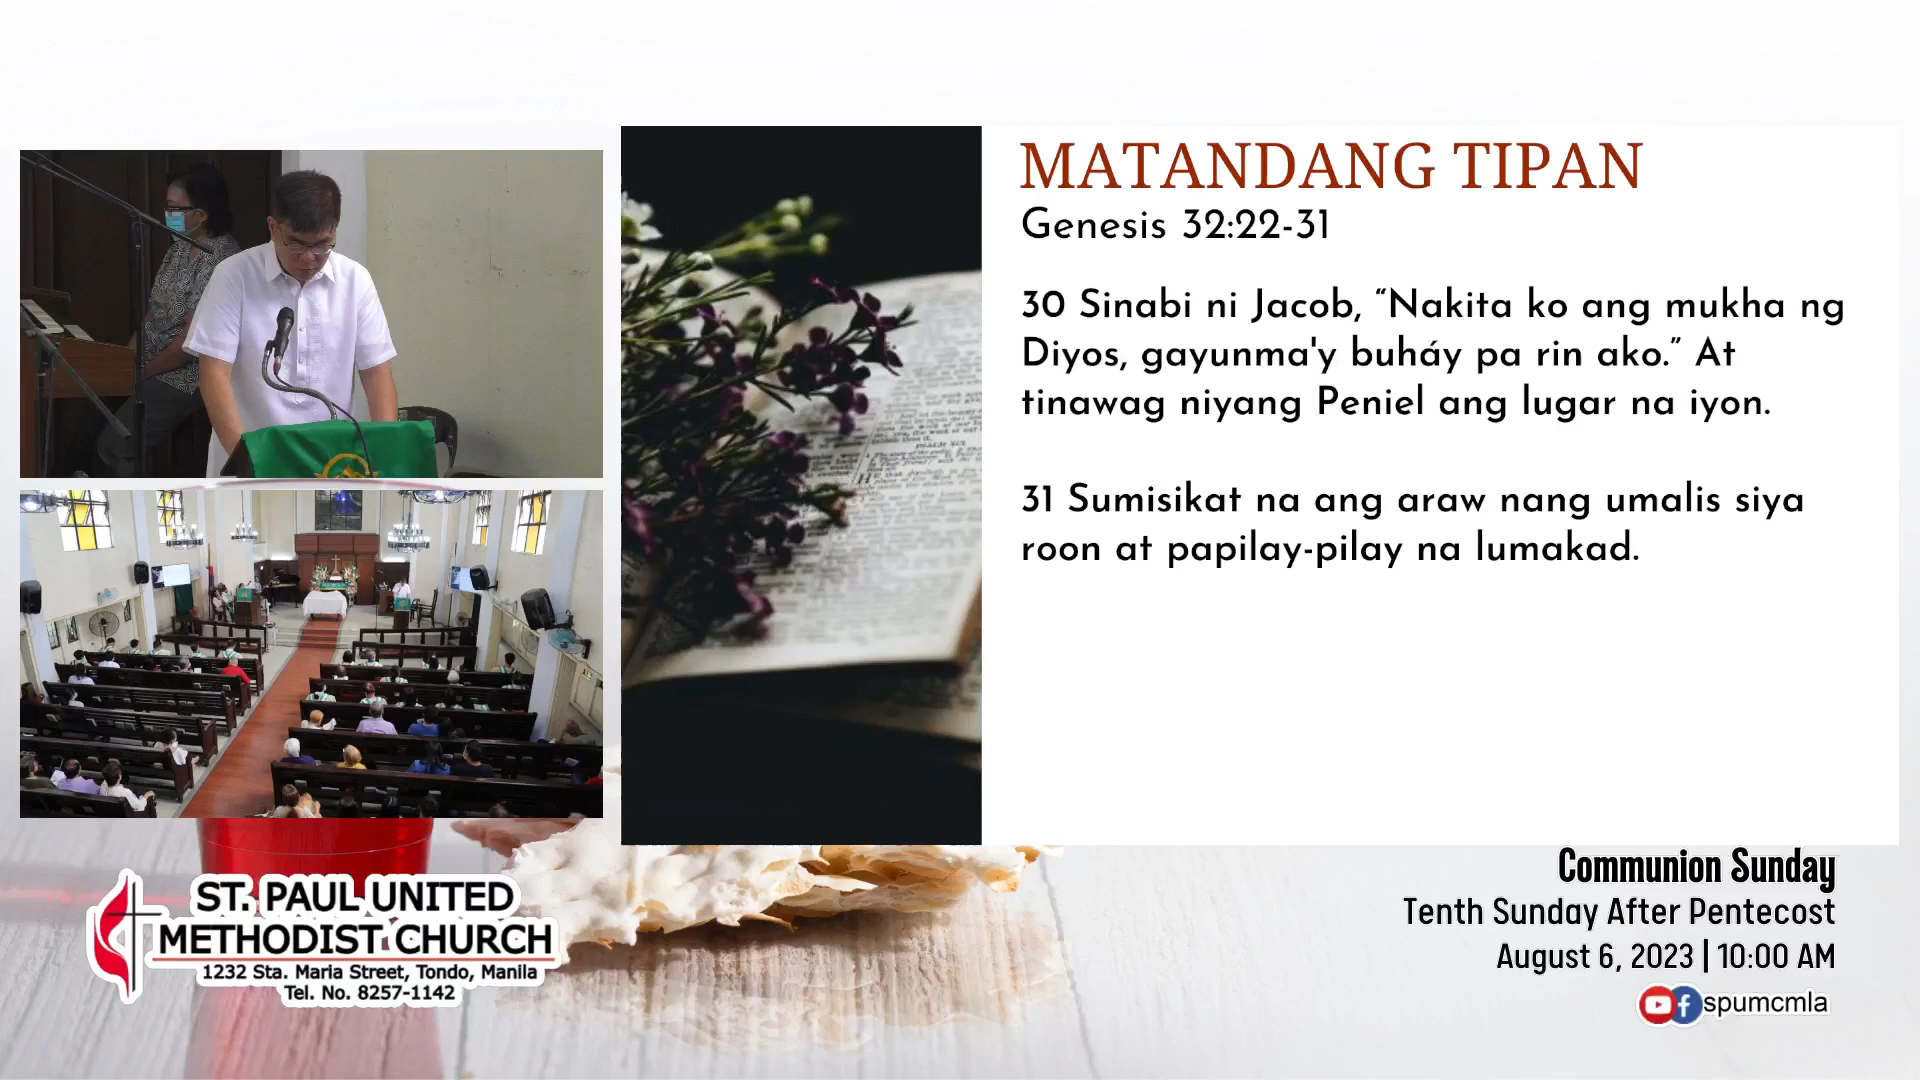 MATANDANG TIPAN
Genesis 32:22-31
30 Sinabi ni Jacob, “Nakita ko ang mukha ng
Diyos, gayunma'y buháy pa rin ako.” At
tinawag niyang Peniel ang lugar na iyon.
31 Sumisikat na ang araw nang umalis siya
roon at papilay-pilay na lumakad.
ST. PAUL UNITED
METHODIST CHURCH
1232 Sta. Maria Street, Tondo, Manila
Tel. No. 8257-1142
Communion Sunday
Tenth Sunday After Pentecost
August 6, 2023 | 10:00 AM
spumcmla